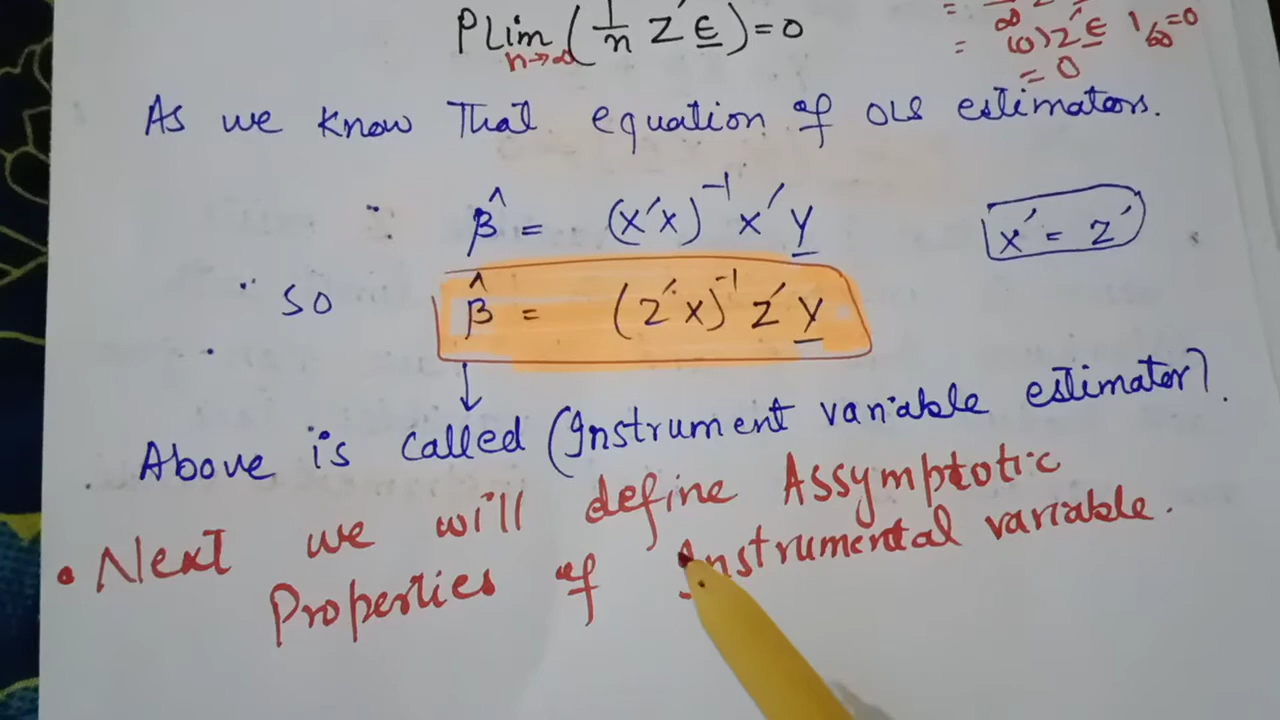 PLim (1/n Z′ε) = 0
n→∞
∞
= (0) Z′ε 1/∞ = 0
= 0
As we know That equation of OLS estimators.
β̂ = (x′x)⁻¹ x′y
x′ = z′
so β̂ = (z′x)⁻¹ z′y
Above is called (Instrument variable estimator).
• Next we will define Assymptotic
Properties of Instrumental variable.